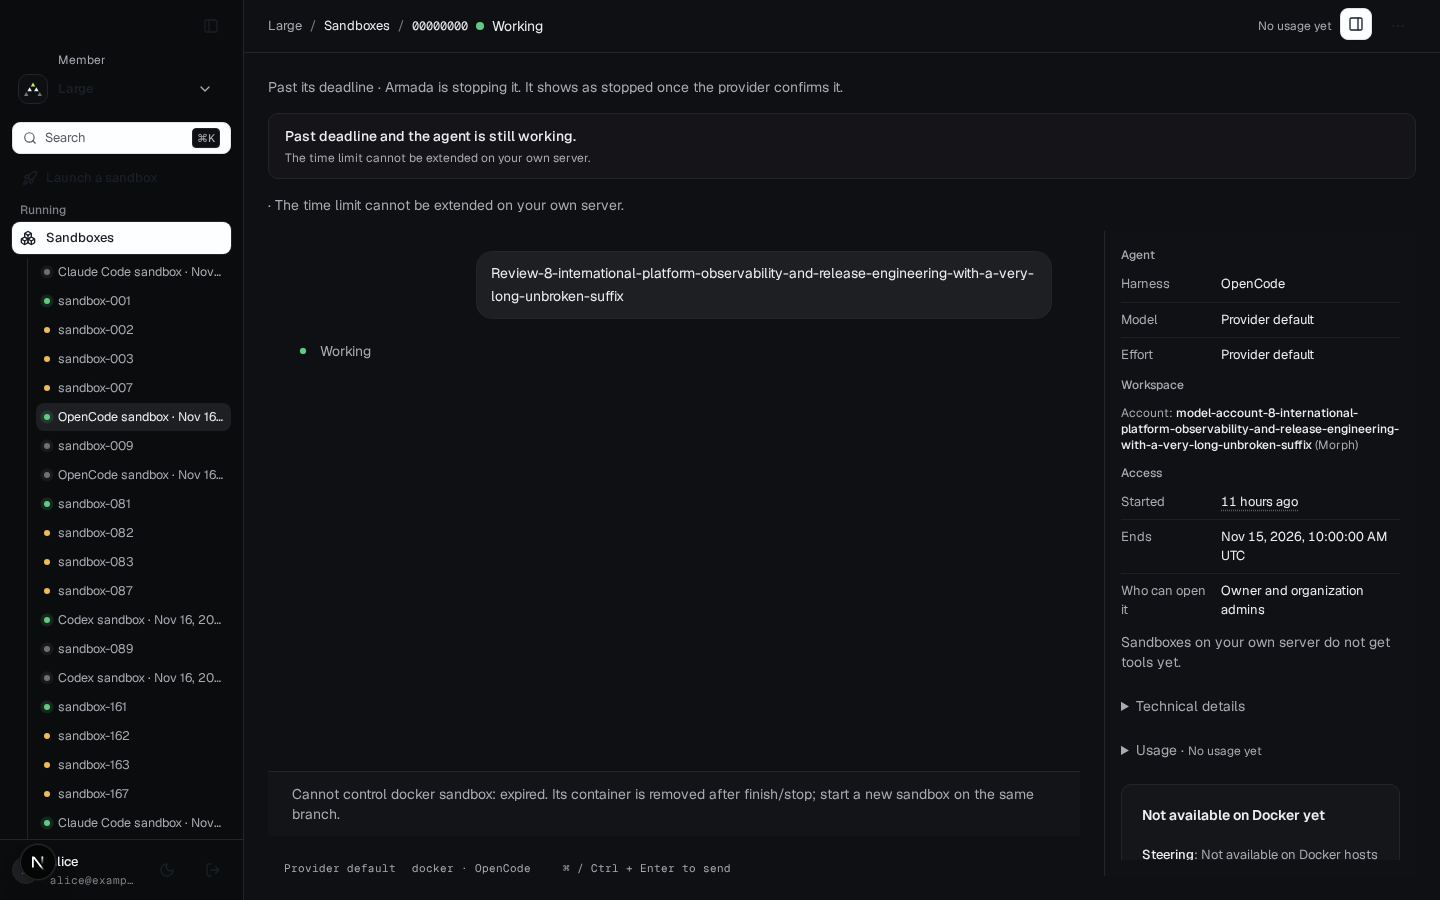 Member
Large
Search ⌘K
Launch a sandbox
Running
Sandboxes
Claude Code sandbox · Nov…
sandbox-001
sandbox-002
sandbox-003
sandbox-007
OpenCode sandbox · Nov 16…
sandbox-009
OpenCode sandbox · Nov 16…
sandbox-081
sandbox-082
sandbox-083
sandbox-087
Codex sandbox · Nov 16, 20…
sandbox-089
Codex sandbox · Nov 16, 20…
sandbox-161
sandbox-162
sandbox-163
sandbox-167
Claude Code sandbox · Nov…
N
lice
alice@examp…
Large / Sandboxes / 00000000 Working
No usage yet
Past its deadline · Armada is stopping it. It shows as stopped once the provider confirms it.
Past deadline and the agent is still working.
The time limit cannot be extended on your own server.
· The time limit cannot be extended on your own server.
Review-8-international-platform-observability-and-release-engineering-with-a-very-
long-unbroken-suffix
Working
Cannot control docker sandbox: expired. Its container is removed after finish/stop; start a new sandbox on the same
branch.
Provider default docker · OpenCode ⌘ / Ctrl + Enter to send
Agent
Harness OpenCode
Model Provider default
Effort Provider default
Workspace
Account: model-account-8-international-
platform-observability-and-release-engineering-
with-a-very-long-unbroken-suffix (Morph)
Access
Started 11 hours ago
Ends Nov 15, 2026, 10:00:00 AM
UTC
Who can open Owner and organization
it admins
Sandboxes on your own server do not get
tools yet.
▶ Technical details
▶ Usage · No usage yet
Not available on Docker yet
Steering: Not available on Docker hosts